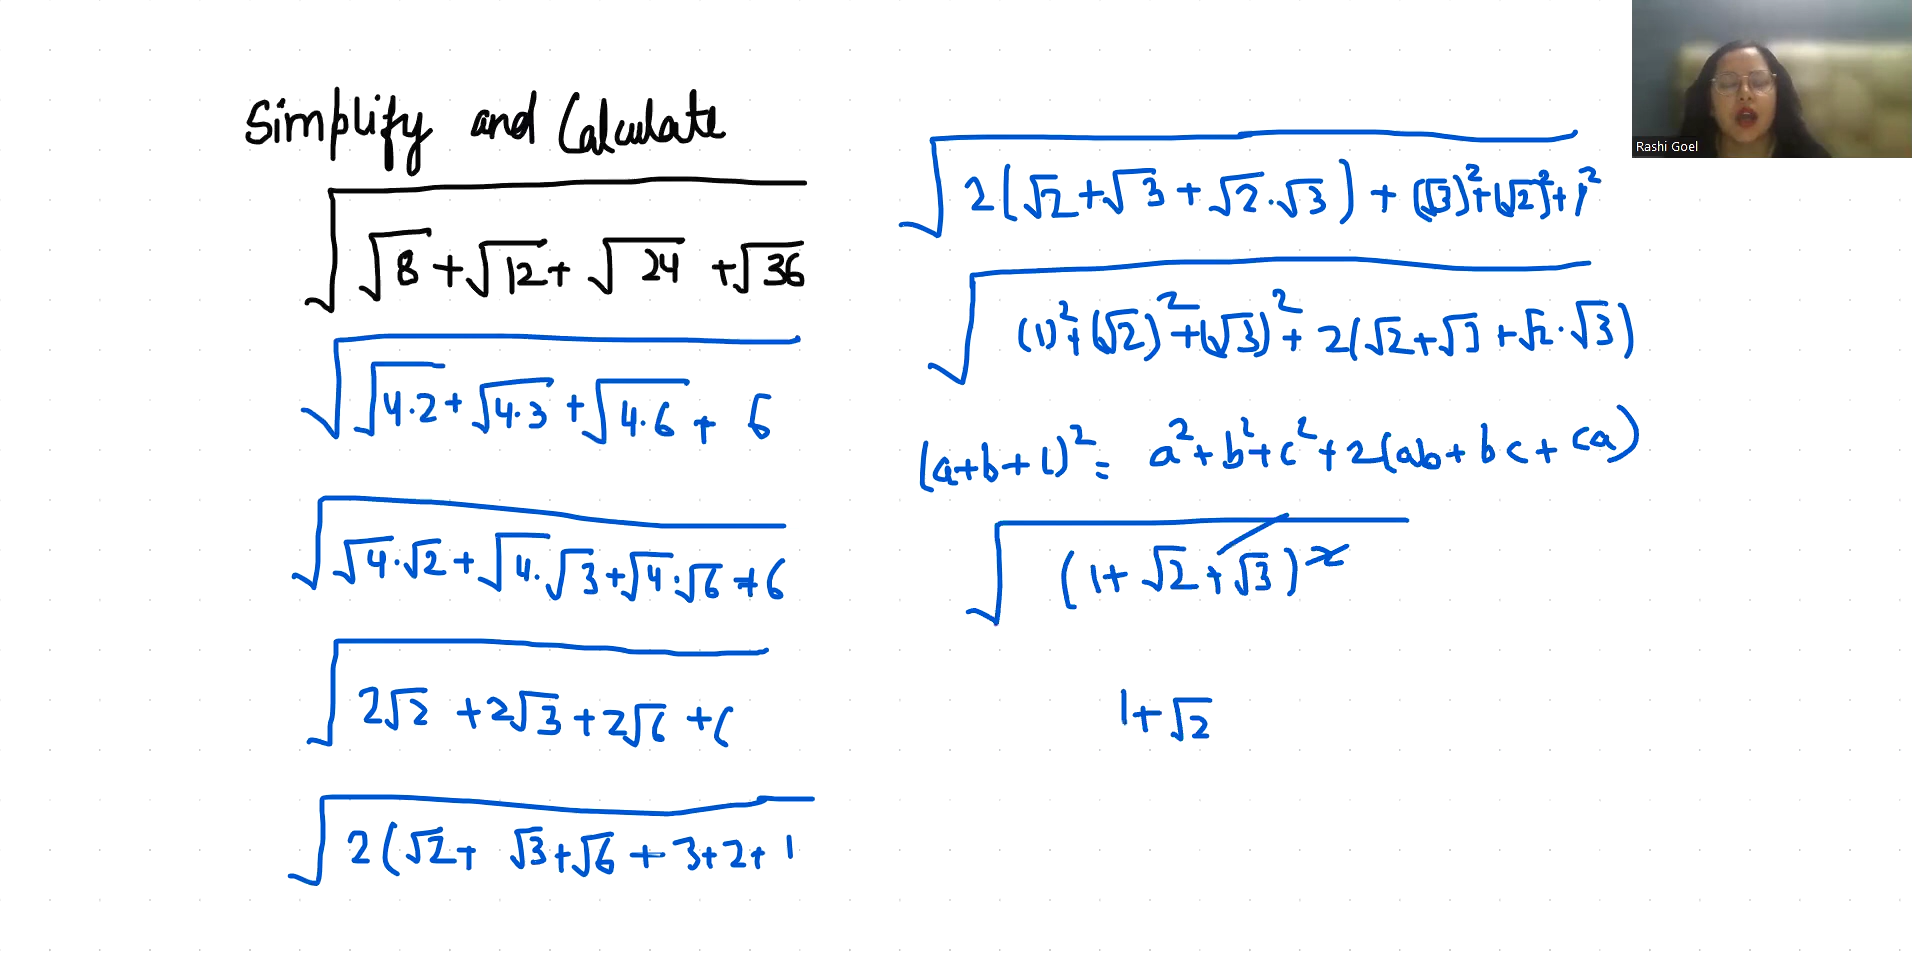 Simplify and Calculate
√(√8 + √12 + √24 + √36)
√(√4·2 + √4·3 + √4·6 + 6)
√(√4·√2 + √4·√3 + √4·√6 + 6)
√(2√2 + 2√3 + 2√6 + 6)
√(2(√2 + √3 + √6 + 3+2+1
√(2(√2 + √3 + √2·√3) + (√3)² + (√2)² + 1²)
√((1)² + (√2)² + (√3)² + 2(√2 + √3 + √2·√3))
(a+b+c)² = a² + b² + c² + 2(ab + bc + ca)
√((1 + √2 + √3)²)
1 + √2
Rashi Goel